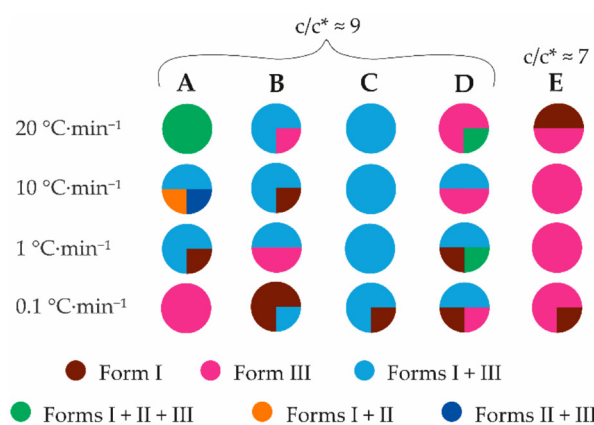 c/c* ≈ 9
c/c* ≈ 7
A B C D E
20 °C·min⁻¹
10 °C·min⁻¹
1 °C·min⁻¹
0.1 °C·min⁻¹
Form I Form III Forms I + III
Forms I + II + III Forms I + II Forms II + III